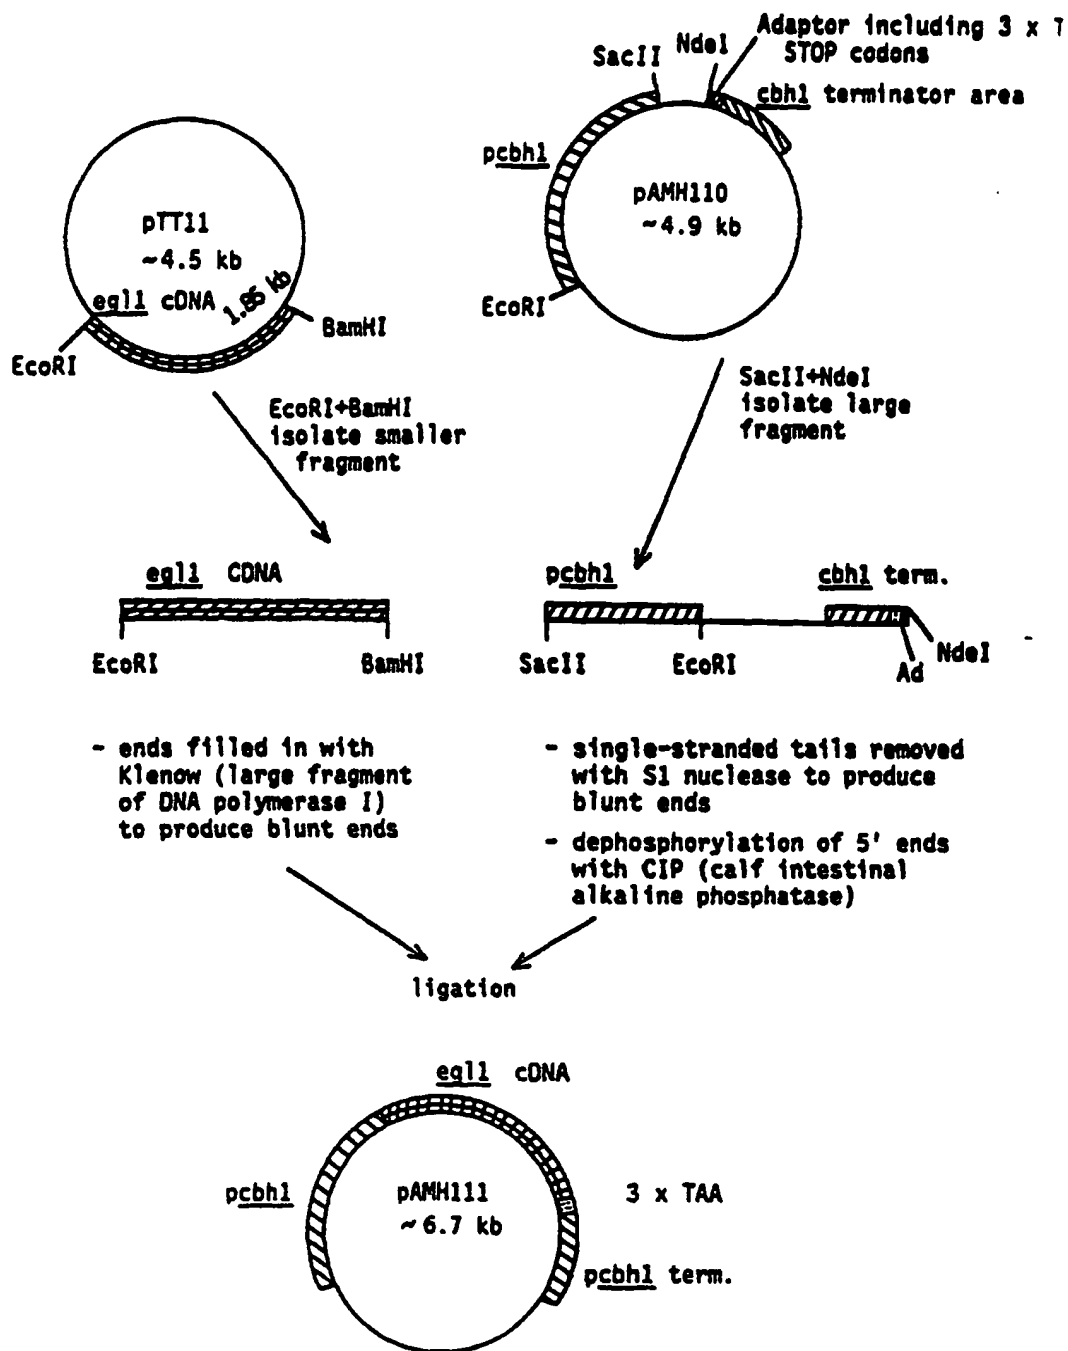 Adaptor including 3 x T
STOP codons
SacII
NdeI
cbh1 terminator area
pcbh1
pAMH110
~4.9 kb
EcoRI
pTT11
~4.5 kb
egl1 cDNA
1.86 kb
EcoRI
BamHI
EcoRI+BamHI
isolate smaller
fragment
SacII+NdeI
isolate large
fragment
egl1 CDNA
EcoRI
BamHI
pcbh1
cbh1 term.
SacII
EcoRI
Ad
NdeI
- ends filled in with
Klenow (large fragment
of DNA polymerase I)
to produce blunt ends
- single-stranded tails removed
with S1 nuclease to produce
blunt ends
- dephosphorylation of 5' ends
with CIP (calf intestinal
alkaline phosphatase)
ligation
egl1 cDNA
pcbh1
pAMH111
~6.7 kb
3 x TAA
pcbh1 term.